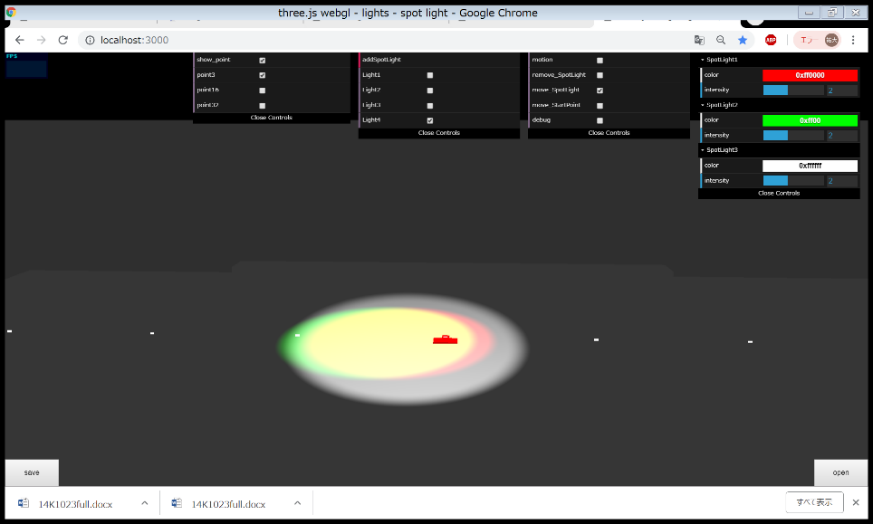 three.js webgl - lights - spot light - Google Chrome
localhost:3000
ABP
FPS
show_point
point3
point16
point32
Close Controls
addSpotLight
Light1
Light2
Light3
Light4
Close Controls
motion
remove_SpotLight
move_SpotLight
move_StartPoint
debug
Close Controls
SpotLight1
color 0xff0000
intensity 2
SpotLight2
color 0xff00
intensity 2
SpotLight3
color 0xffffff
intensity 2
Close Controls
save
open
14K1023full.docx
14K1023full.docx
すべて表示